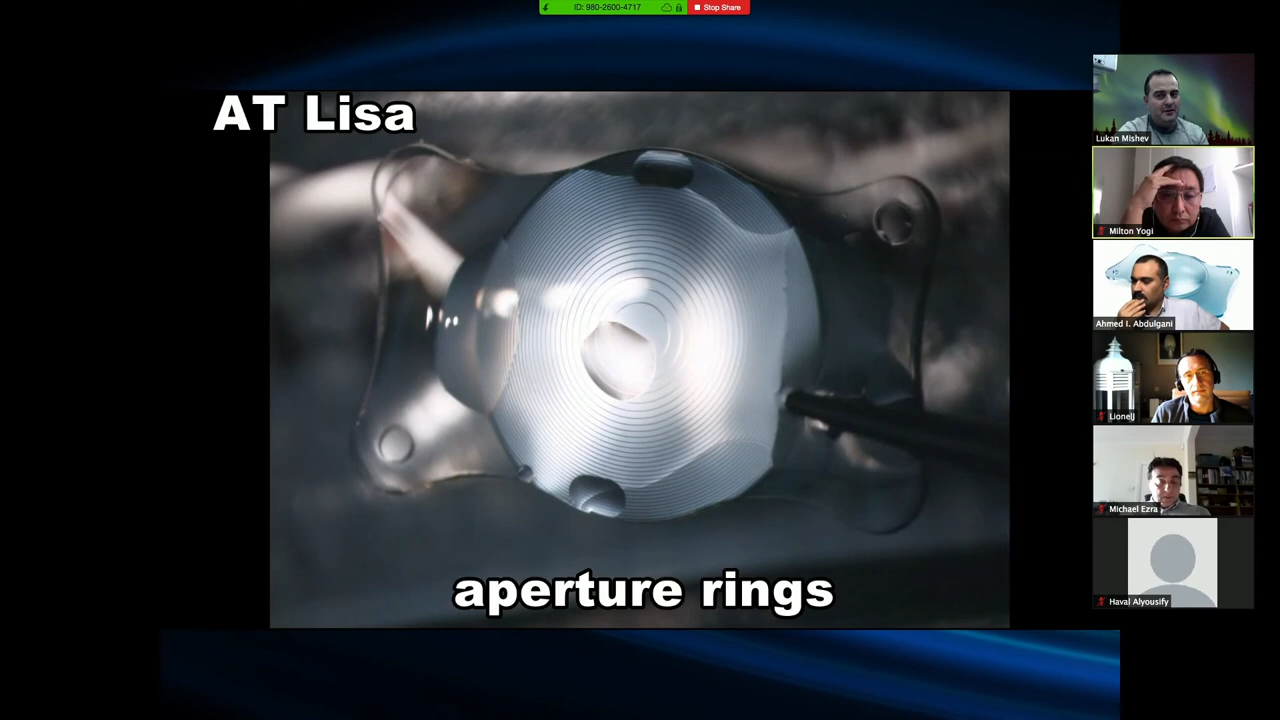 ID: 980-2600-4717
Stop Share
AT Lisa
aperture rings
Lukan Mishev
Milton Yogi
Ahmed I. Abdulgani
LionelJ
Michael Ezra
Haval Alyousify